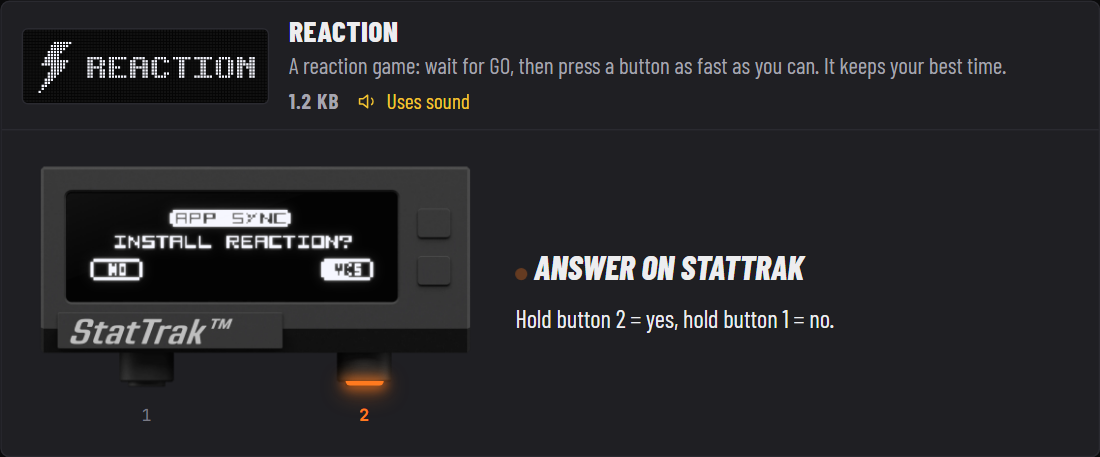 REACTION
REACTION
A reaction game: wait for GO, then press a button as fast as you can. It keeps your best time.
1.2 KB Uses sound
APP SYNC
INSTALL REACTION?
NO YES
StatTrak™
1 2
ANSWER ON STATTRAK
Hold button 2 = yes, hold button 1 = no.